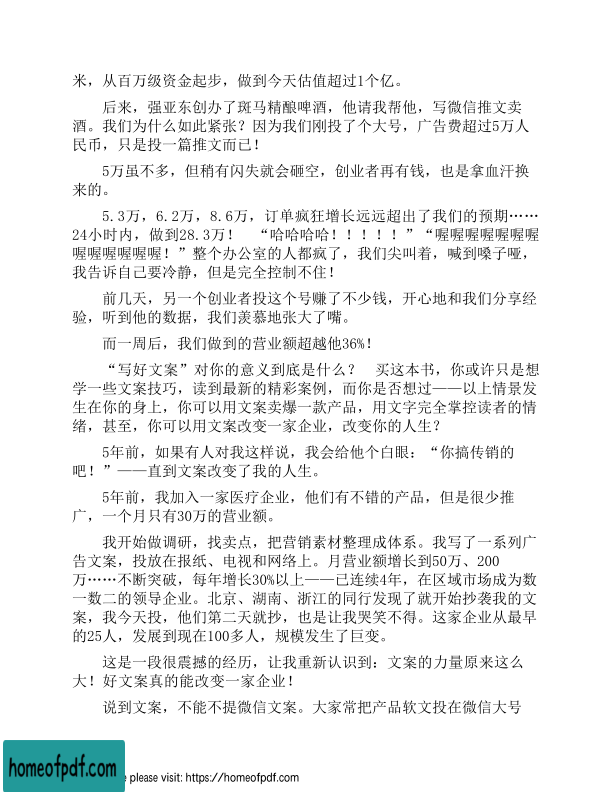 米，从百万级资金起步，做到今天估值超过1个亿。
后来，强亚东创办了斑马精酿啤酒，他请我帮他，写微信推文卖
酒。我们为什么如此紧张？因为我们刚投了个大号，广告费超过5万人
民币，只是投一篇推文而已！
5万虽不多，但稍有闪失就会砸空，创业者再有钱，也是拿血汗换
来的。
5.3万，6.2万，8.6万，订单疯狂增长远远超出了我们的预期……
24小时内，做到28.3万！ “哈哈哈哈！！！！！”“喔喔喔喔喔喔喔
喔喔喔喔喔喔！”整个办公室的人都疯了，我们尖叫着，喊到嗓子哑，
我告诉自己要冷静，但是完全控制不住！
前几天，另一个创业者投这个号赚了不少钱，开心地和我们分享经
验，听到他的数据，我们羡慕地张大了嘴。
而一周后，我们做到的营业额超越他36%！
“写好文案”对你的意义到底是什么？ 买这本书，你或许只是想
学一些文案技巧，读到最新的精彩案例，而你是否想过——以上情景发
生在你的身上，你可以用文案卖爆一款产品，用文字完全掌控读者的情
绪，甚至，你可以用文案改变一家企业，改变你的人生？
5年前，如果有人对我这样说，我会给他个白眼：“你搞传销的
吧！”——直到文案改变了我的人生。
5年前，我加入一家医疗企业，他们有不错的产品，但是很少推
广，一个月只有30万的营业额。
我开始做调研，找卖点，把营销素材整理成体系。我写了一系列广
告文案，投放在报纸、电视和网络上。月营业额增长到50万、200
万……不断突破，每年增长30%以上——已连续4年，在区域市场成为数
一数二的领导企业。北京、湖南、浙江的同行发现了就开始抄袭我的文
案，我今天投，他们第二天就抄，也是让我哭笑不得。这家企业从最早
的25人，发展到现在100多人，规模发生了巨变。
这是一段很震撼的经历，让我重新认识到：文案的力量原来这么
大！好文案真的能改变一家企业！
说到文案，不能不提微信文案。大家常把产品软文投在微信大号
homeofpdf.com
e please visit: https://homeofpdf.com